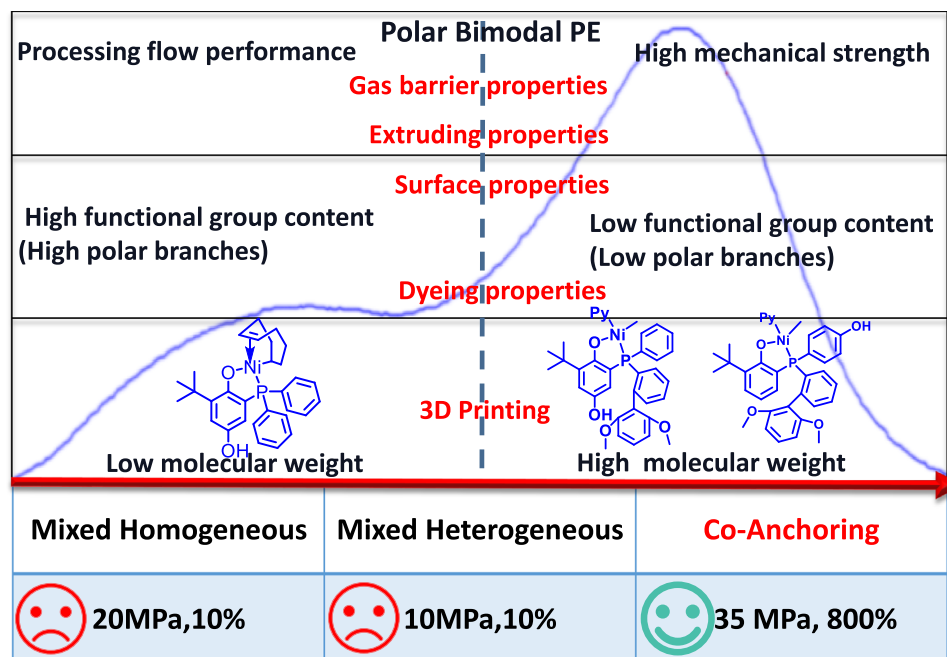 Polar Bimodal PE
Processing flow performance
High mechanical strength
Gas barrier properties
Extruding properties
Surface properties
High functional group content
(High polar branches)
Low functional group content
(Low polar branches)
Dyeing properties
Ni
O
P
OH
Py
Ni
O
P
OH
O
O
Py
Ni
O
P
OH
O
O
3D Printing
Low molecular weight
High molecular weight
Mixed Homogeneous
Mixed Heterogeneous
Co-Anchoring
20MPa,10%
10MPa,10%
35 MPa, 800%